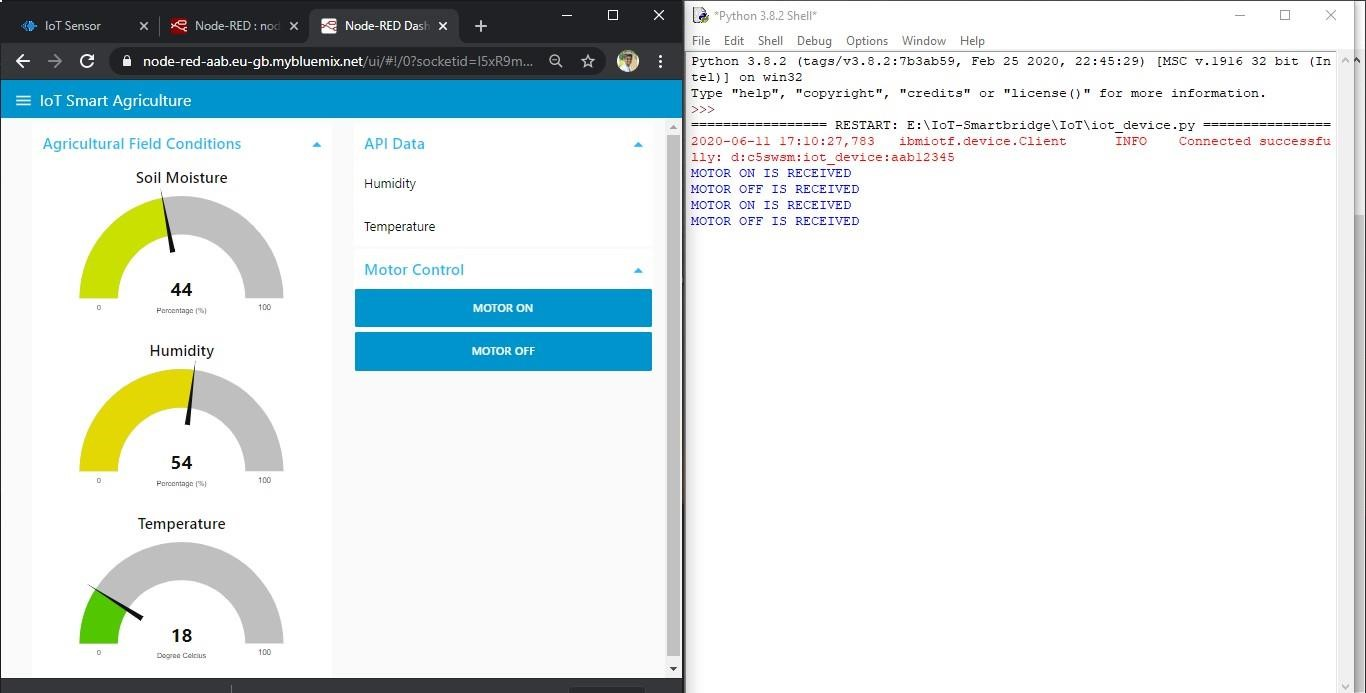 IoT Sensor
Node-RED : nod
Node-RED Dash
node-red-aab.eu-gb.mybluemix.net/ui/#!/0?socketid=I5xR9m...
IoT Smart Agriculture
Agricultural Field Conditions
Soil Moisture
44
0
Percentage (%)
100
Humidity
54
0
Percentage (%)
100
Temperature
18
0
Degree Celcius
100
API Data
Humidity
Temperature
Motor Control
MOTOR ON
MOTOR OFF
*Python 3.8.2 Shell*
File Edit Shell Debug Options Window Help
Python 3.8.2 (tags/v3.8.2:7b3ab59, Feb 25 2020, 22:45:29) [MSC v.1916 32 bit (In
tel)] on win32
Type "help", "copyright", "credits" or "license()" for more information.
>>>
================= RESTART: E:\IoT-Smartbridge\IoT\iot_device.py ================
2020-06-11 17:10:27,783 ibmiotf.device.Client INFO Connected successfu
lly: d:c5swsm:iot_device:aab12345
MOTOR ON IS RECEIVED
MOTOR OFF IS RECEIVED
MOTOR ON IS RECEIVED
MOTOR OFF IS RECEIVED